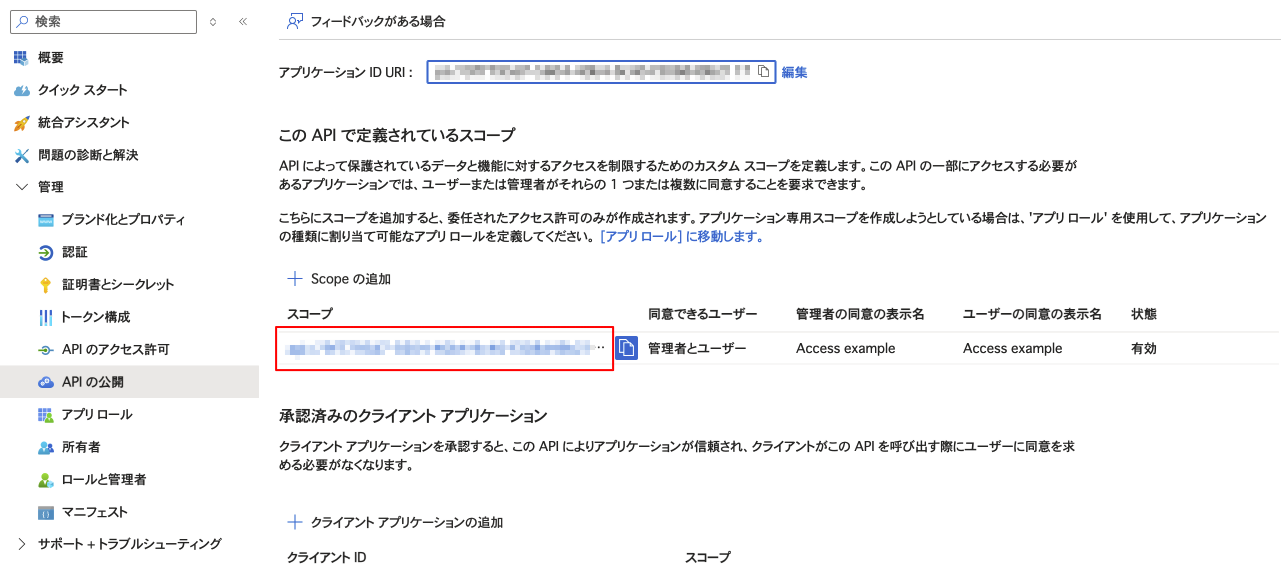 検索
フィードバックがある場合
概要
クイック スタート
統合アシスタント
問題の診断と解決
管理
ブランド化とプロパティ
認証
証明書とシークレット
トークン構成
API のアクセス許可
API の公開
アプリ ロール
所有者
ロールと管理者
マニフェスト
サポート + トラブルシューティング
アプリケーション ID URI :
編集
この API で定義されているスコープ
API によって保護されているデータと機能に対するアクセスを制限するためのカスタム スコープを定義します。この API の一部にアクセスする必要が
あるアプリケーションでは、ユーザーまたは管理者がそれらの 1 つまたは複数に同意することを要求できます。
こちらにスコープを追加すると、委任されたアクセス許可のみが作成されます。アプリケーション専用スコープを作成しようとしている場合は、'アプリ ロール' を使用して、アプリケーション
の種類に割り当て可能なアプリ ロールを定義してください。 [アプリ ロール] に移動します。
Scope の追加
スコープ 同意できるユーザー 管理者の同意の表示名 ユーザーの同意の表示名 状態
管理者とユーザー Access example Access example 有効
承認済みのクライアント アプリケーション
クライアント アプリケーションを承認すると、この API によりアプリケーションが信頼され、クライアントがこの API を呼び出す際にユーザーに同意を求
める必要がなくなります。
クライアント アプリケーションの追加
クライアント ID スコープ